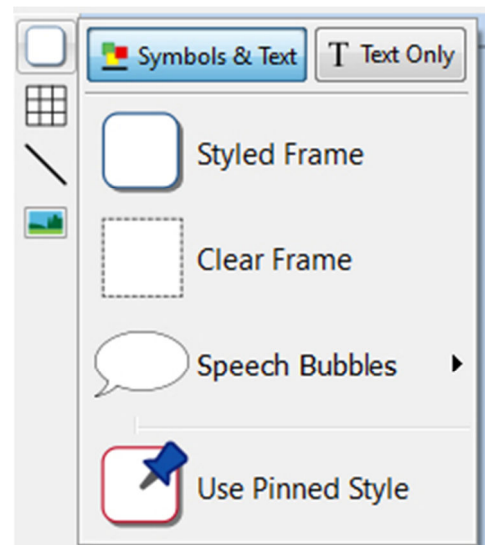 Symbols & Text
T Text Only
Styled Frame
Clear Frame
Speech Bubbles
Use Pinned Style